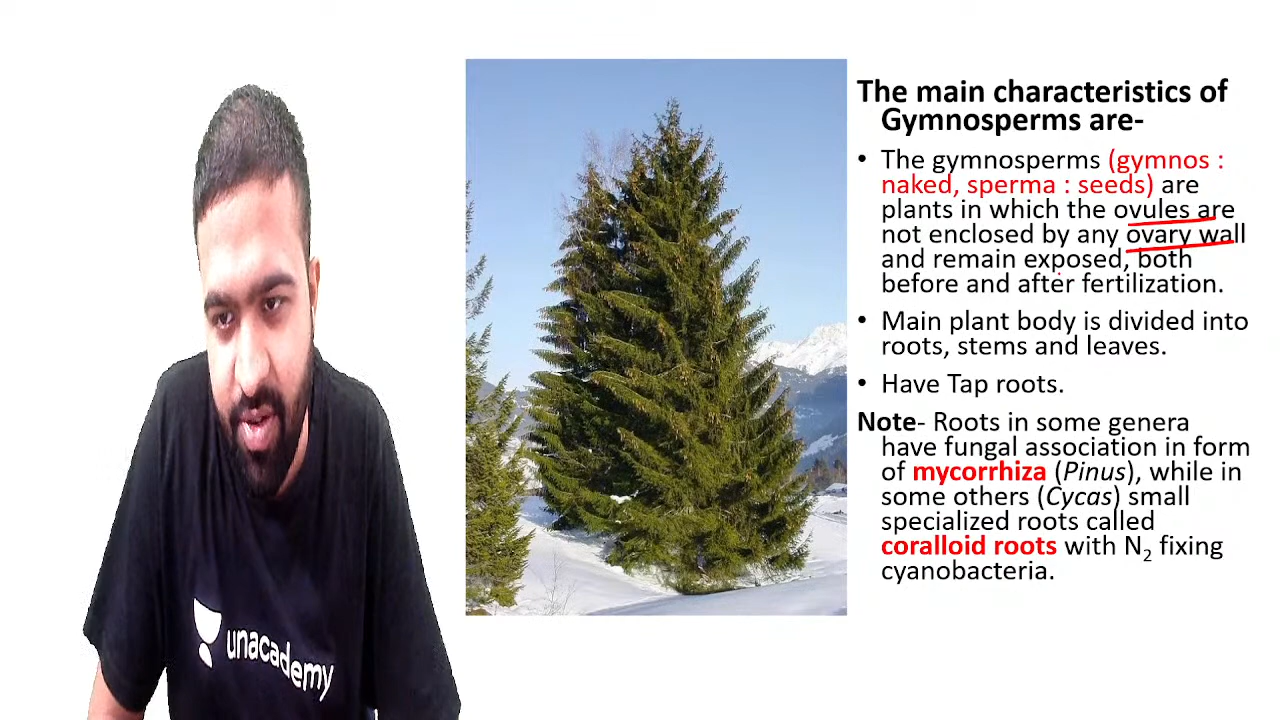 The main characteristics of
Gymnosperms are-
• The gymnosperms (gymnos :
naked, sperma : seeds) are
plants in which the ovules are
not enclosed by any ovary wall
and remain exposed, both
before and after fertilization.
• Main plant body is divided into
roots, stems and leaves.
• Have Tap roots.
Note- Roots in some genera
have fungal association in form
of mycorrhiza (Pinus), while in
some others (Cycas) small
specialized roots called
coralloid roots with N₂ fixing
cyanobacteria.
unacademy